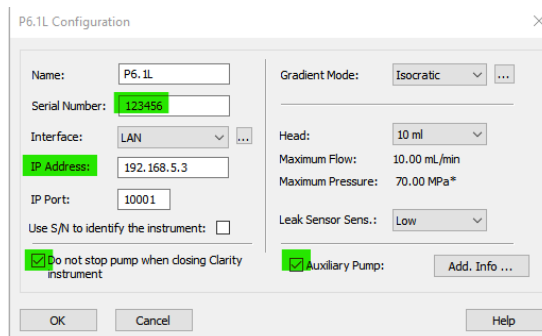 P6.1L Configuration
Name: P6.1L
Serial Number: 123456
Interface: LAN ...
IP Address: 192.168.5.3
IP Port: 10001
Use S/N to identify the instrument:
Do not stop pump when closing Clarity
instrument
Gradient Mode: Isocratic ...
Head: 10 ml
Maximum Flow: 10.00 mL/min
Maximum Pressure: 70.00 MPa*
Leak Sensor Sens.: Low
Auxiliary Pump: Add. Info ...
OK Cancel Help